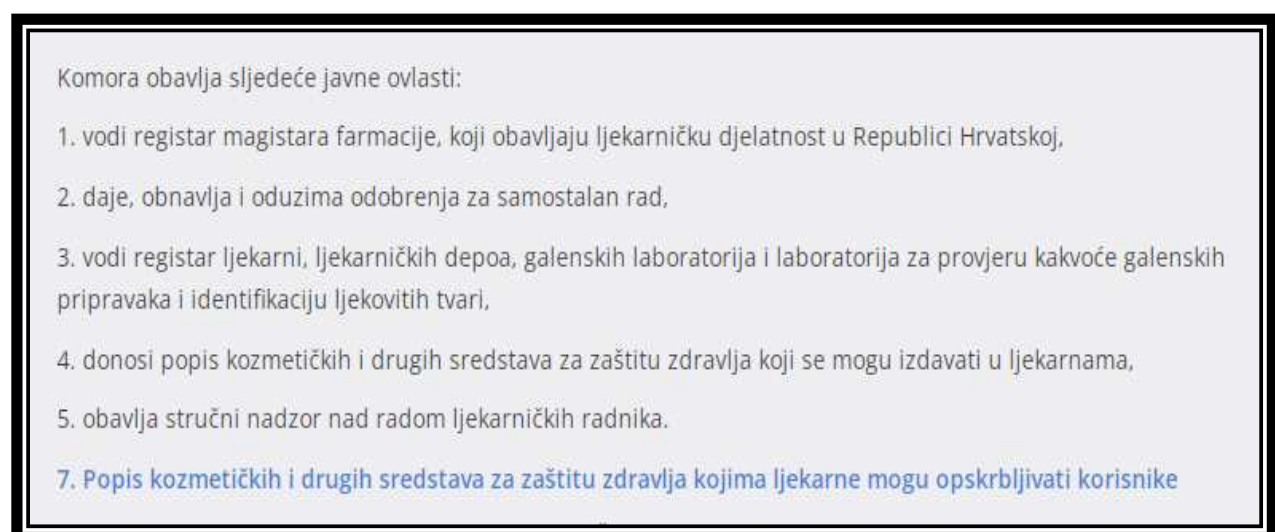 Komora obavlja sljedeće javne ovlasti:
1. vodi registar magistara farmacije, koji obavljaju ljekarničku djelatnost u Republici Hrvatskoj,
2. daje, obnavlja i oduzima odobrenja za samostalan rad,
3. vodi registar ljekarni, ljekarničkih depoa, galenskih laboratorija i laboratorija za provjeru kakvoće galenskih
pripravaka i identifikaciju ljekovitih tvari,
4. donosi popis kozmetičkih i drugih sredstava za zaštitu zdravlja koji se mogu izdavati u ljekarnama,
5. obavlja stručni nadzor nad radom ljekarničkih radnika.
7. Popis kozmetičkih i drugih sredstava za zaštitu zdravlja kojima ljekarne mogu opskrbljivati korisnike